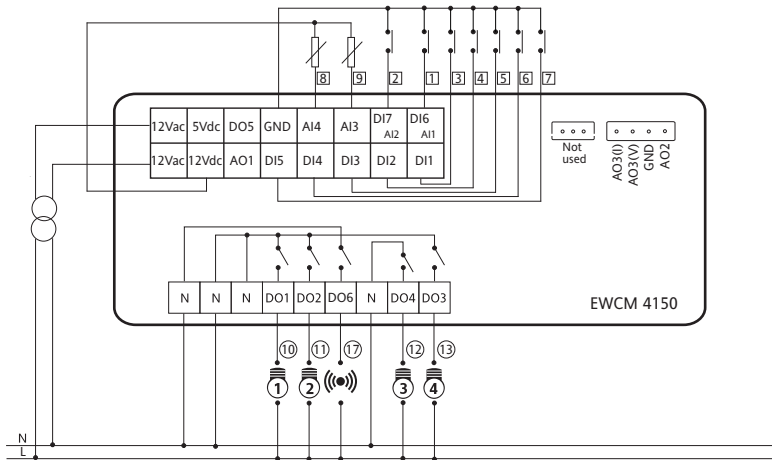 8 9 2 1 3 4 5 6 7
12Vac 5Vdc DO5 GND AI4 AI3 DI7 AI2 DI6 AI1
12Vac 12Vdc AO1 DI5 DI4 DI3 DI2 DI1
Not used
AO3(I)
AO3(V)
GND
AO2
N N N DO1 DO2 DO6 N DO4 DO3
EWCM 4150
10 11 17 12 13
1 2 3 4
N
L